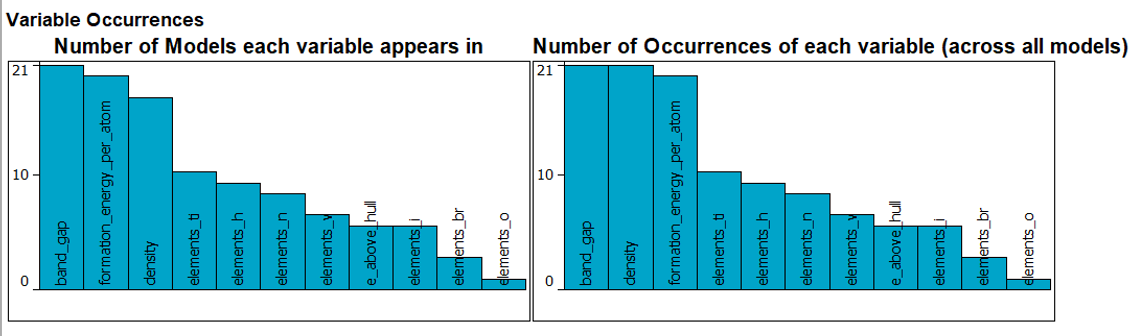 Variable Occurrences
Number of Models each variable appears in
21
10
0
band_gap
formation_energy_per_atom
density
elements_tl
elements_h
elements_n
elements_v
e_above_hull
elements_i
elements_br
elements_o
Number of Occurrences of each variable (across all models)
21
10
0
band_gap
density
formation_energy_per_atom
elements_tl
elements_h
elements_n
elements_v
e_above_hull
elements_i
elements_br
elements_o